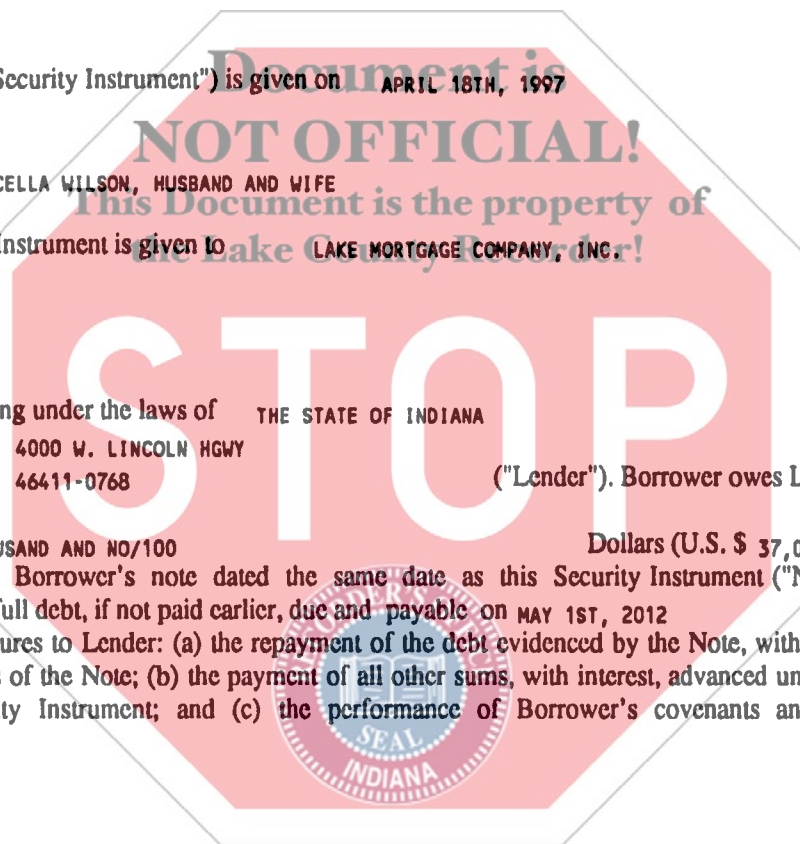 Document is
Security Instrument") is given on APRIL 18TH, 1997
NOT OFFICIAL!
CELLA WILSON, HUSBAND AND WIFE
This Document is the property of
Instrument is given to LAKE MORTGAGE COMPANY, INC.
the Lake County Recorder!
STOP
ng under the laws of THE STATE OF INDIANA
4000 W. LINCOLN HGWY
46411-0768 ("Lender"). Borrower owes L
USAND AND NO/100 Dollars (U.S. $ 37,0
Borrower's note dated the same date as this Security Instrument ("N
full debt, if not paid earlier, due and payable on MAY 1ST, 2012
ures to Lender: (a) the repayment of the debt evidenced by the Note, with
s of the Note; (b) the payment of all other sums, with interest, advanced un
ty Instrument; and (c) the performance of Borrower's covenants an
SEAL
INDIANA